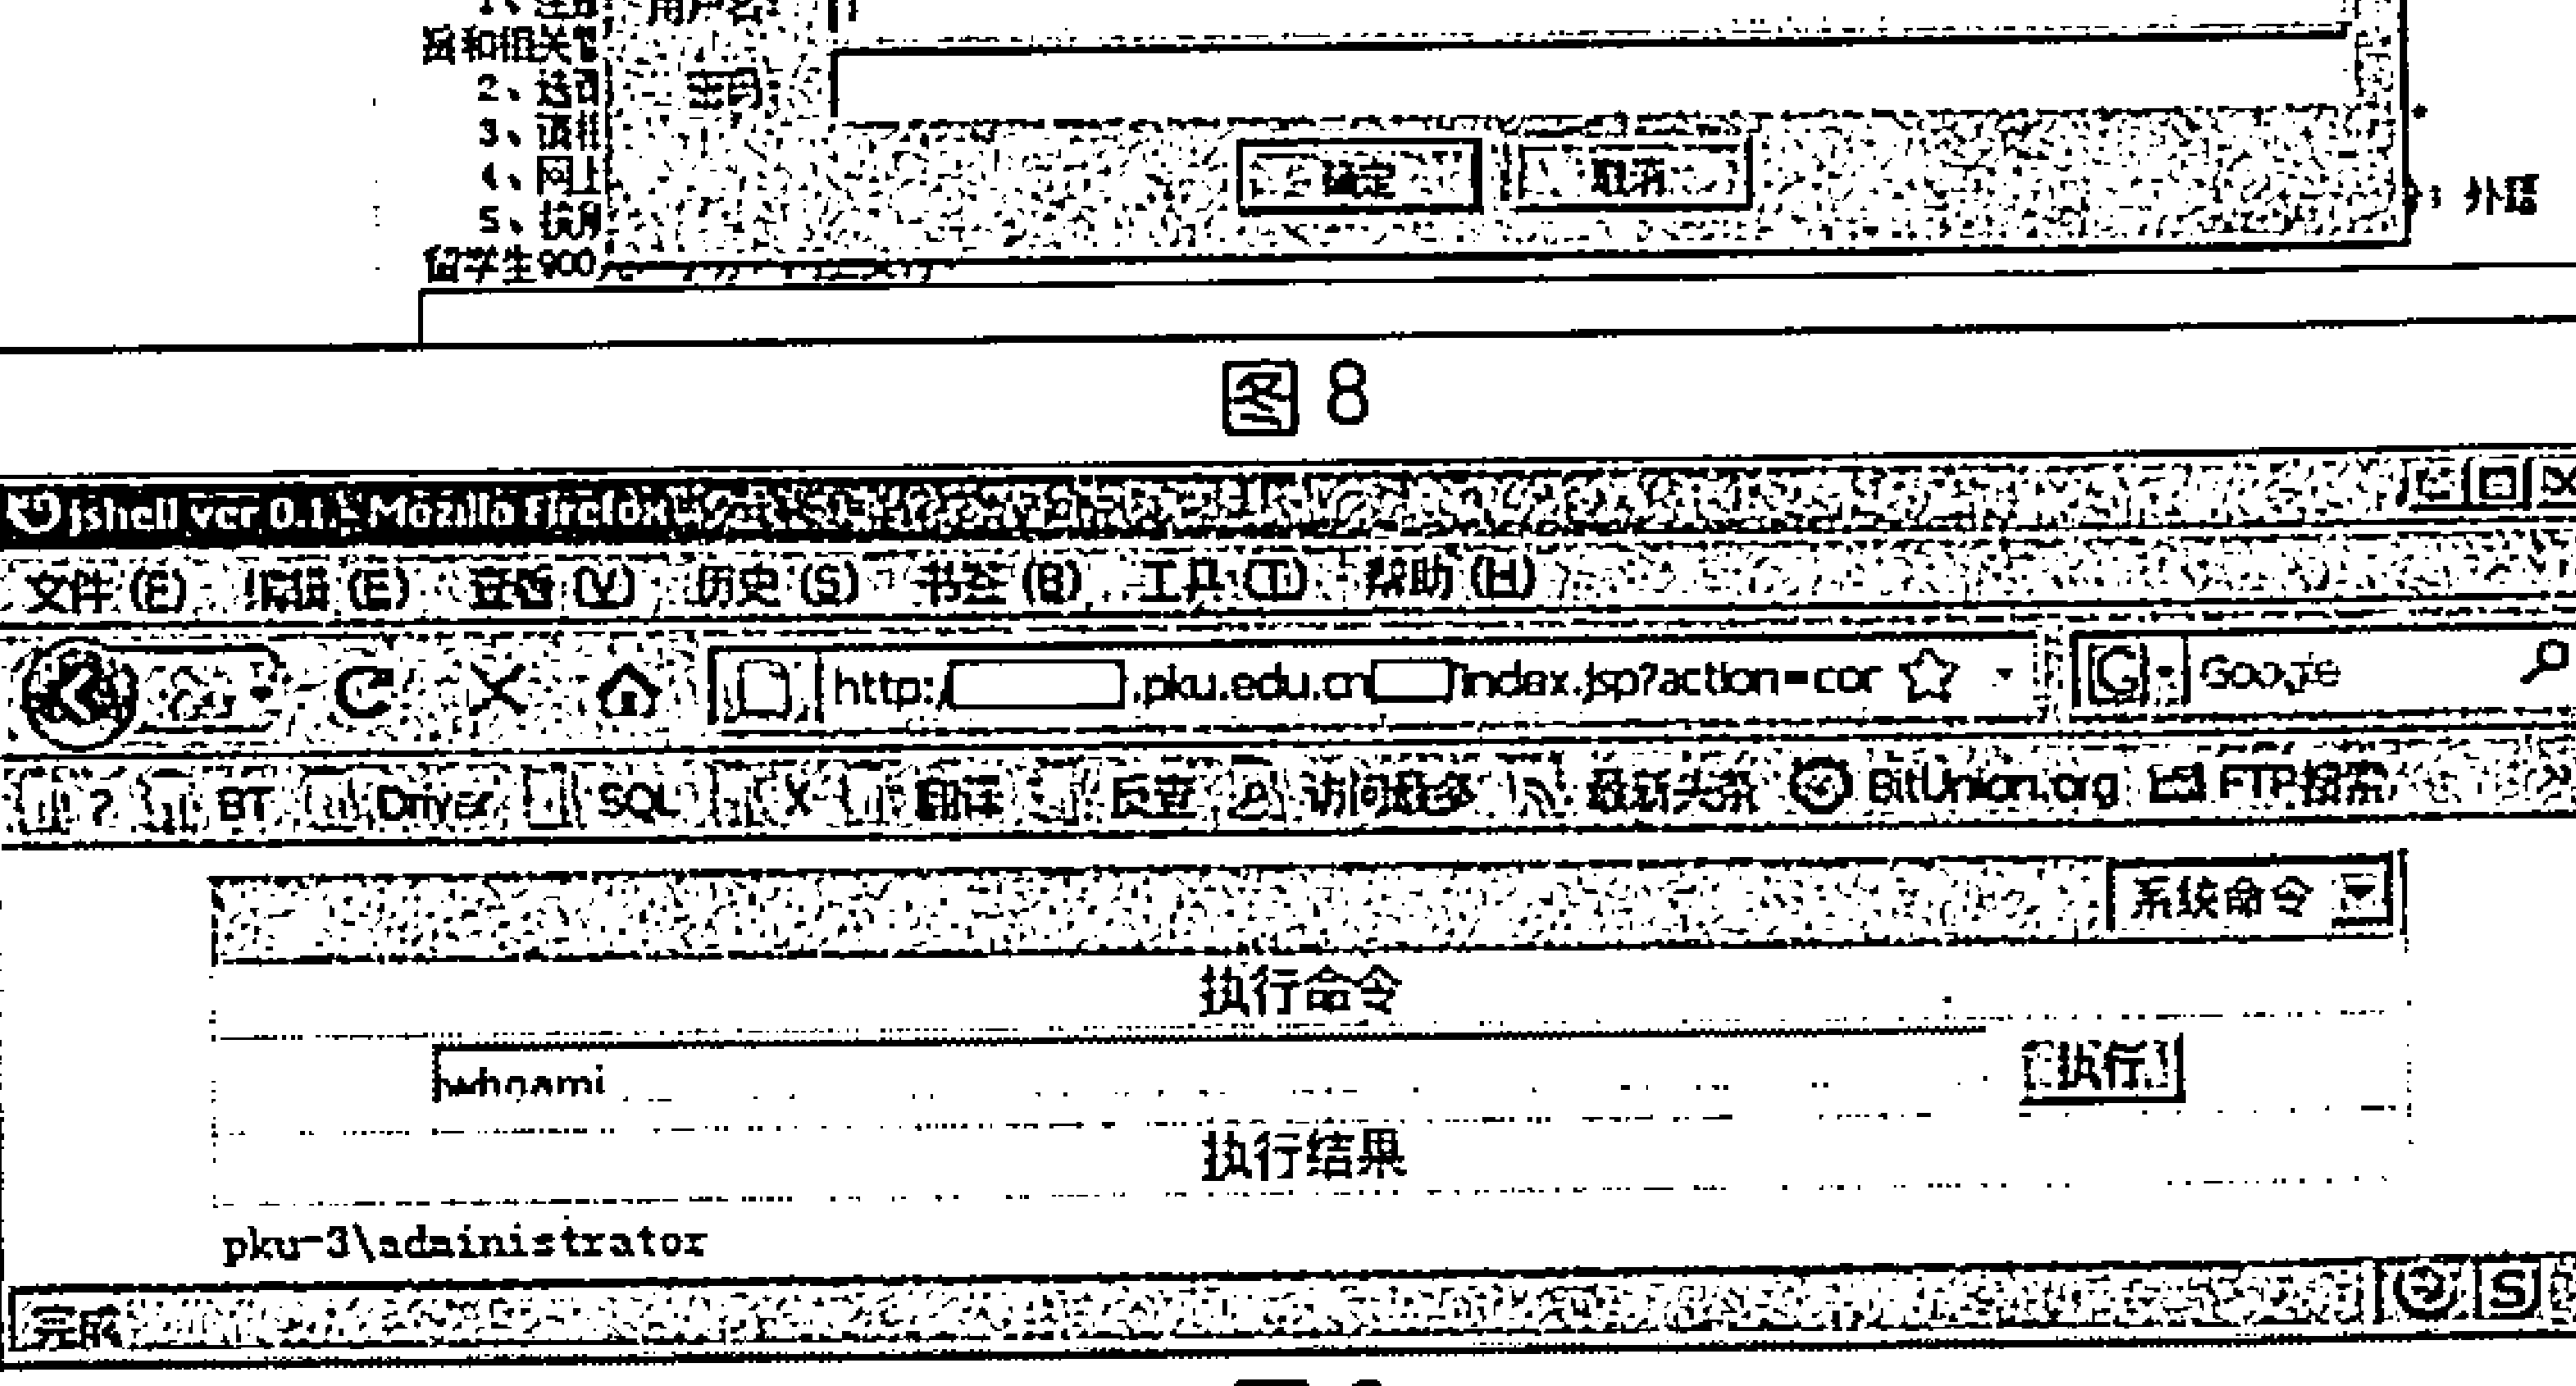 用户名:
2、选
3、
4、网上
5、
确定 取消
: 外语
留学生900
图 8
jshell ver 0.1 - Mozilla Firefox
文件(F) 编辑(E) 查看(V) 历史(S) 书签(B) 工具(T) 帮助(H)
http:/ .pku.edu.cn /index.jsp?action=cor Google
? BT Driver SQL X 翻译 反查 访问最多 最新头条 BitUnion.org FTP搜索
系统命令
执行命令
whoami 执行
执行结果
pku-3\administrator
完成